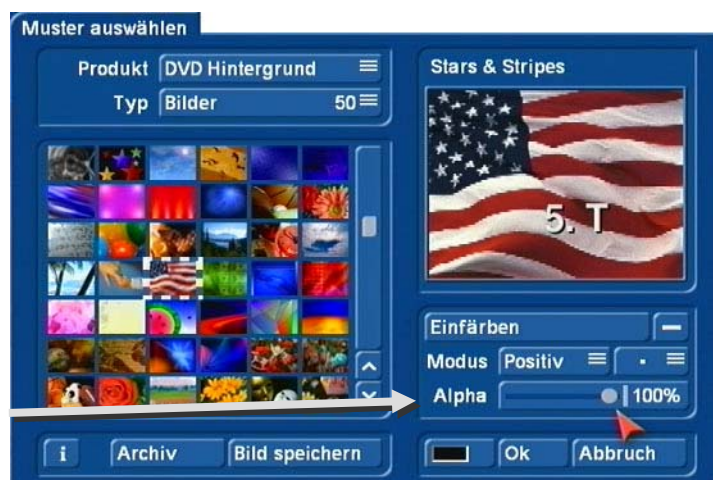 Muster auswählen
Produkt DVD Hintergrund
Typ Bilder 50
Stars & Stripes
5. T
Einfärben
Modus Positiv
Alpha 100%
i Archiv Bild speichern
Ok Abbruch